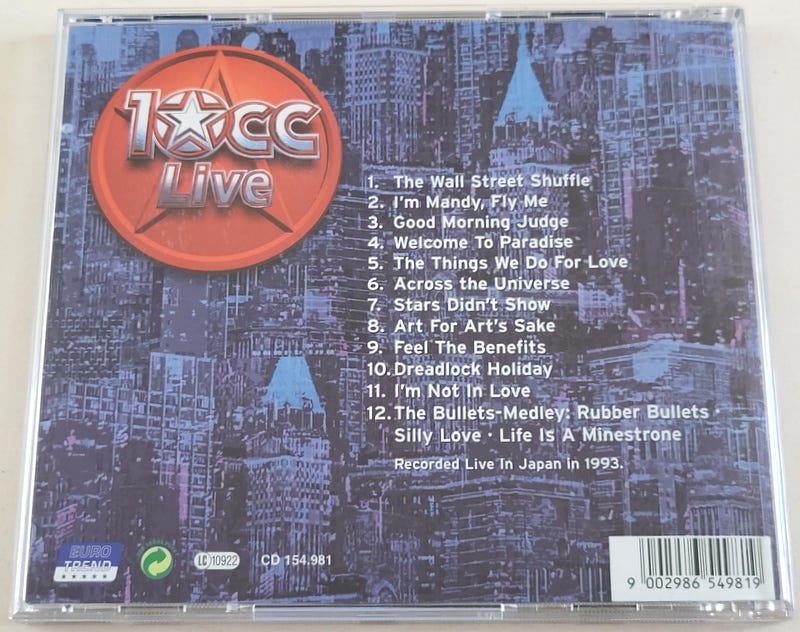 10cc
Live
1. The Wall Street Shuffle
2. I'm Mandy, Fly Me
3. Good Morning Judge
4. Welcome To Paradise
5. The Things We Do For Love
6. Across the Universe
7. Stars Didn't Show
8. Art For Art's Sake
9. Feel The Benefits
10. Dreadlock Holiday
11. I'm Not In Love
12. The Bullets-Medley: Rubber Bullets ·
Silly Love · Life Is A Minestrone
Recorded Live In Japan in 1993.
EURO
TREND
LC 10922
CD 154.981
9 002986 549819